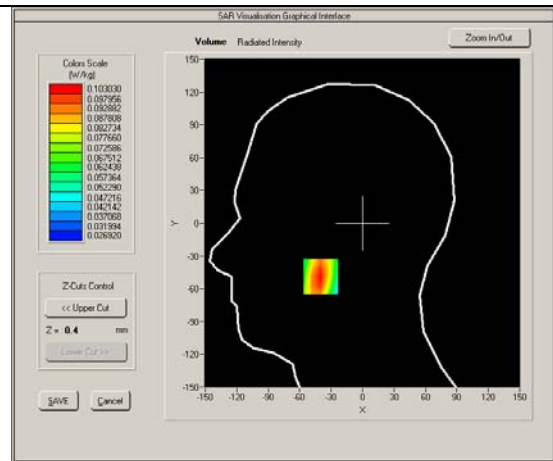 SAR Visualisation Graphical Interface
Volume Radiated Intensity
Zoom In/Out
Colors Scale
(W/kg)
0.103030
0.097956
0.092882
0.087808
0.082734
0.077660
0.072586
0.067512
0.062438
0.057364
0.052290
0.047216
0.042142
0.037068
0.031994
0.026920
Z-Cuts Control
<< Upper Cut
Z = 0.4 mm
Lower Cut >>
SAVE
Cancel
150
120
90
60
30
0
-30
-60
-90
-120
-150
Y
-150 -120 -90 -60 -30 0 30 60 90 120 150
X